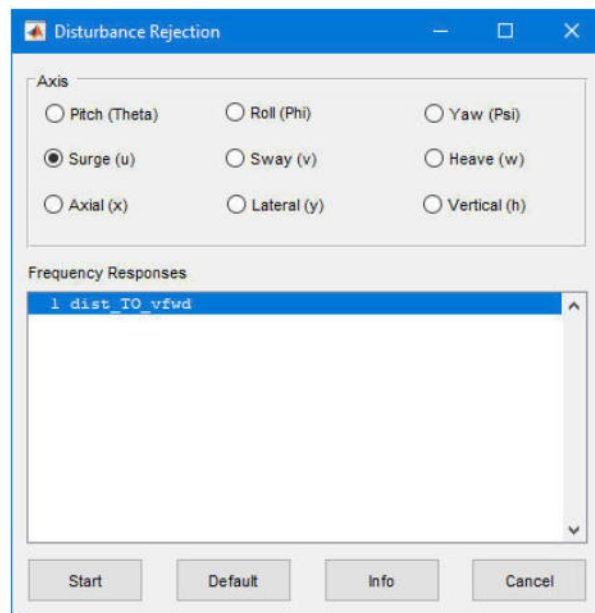 Disturbance Rejection
Axis
Pitch (Theta) Roll (Phi) Yaw (Psi)
Surge (u) Sway (v) Heave (w)
Axial (x) Lateral (y) Vertical (h)
Frequency Responses
1 dist_TO_vfwd
Start Default Info Cancel